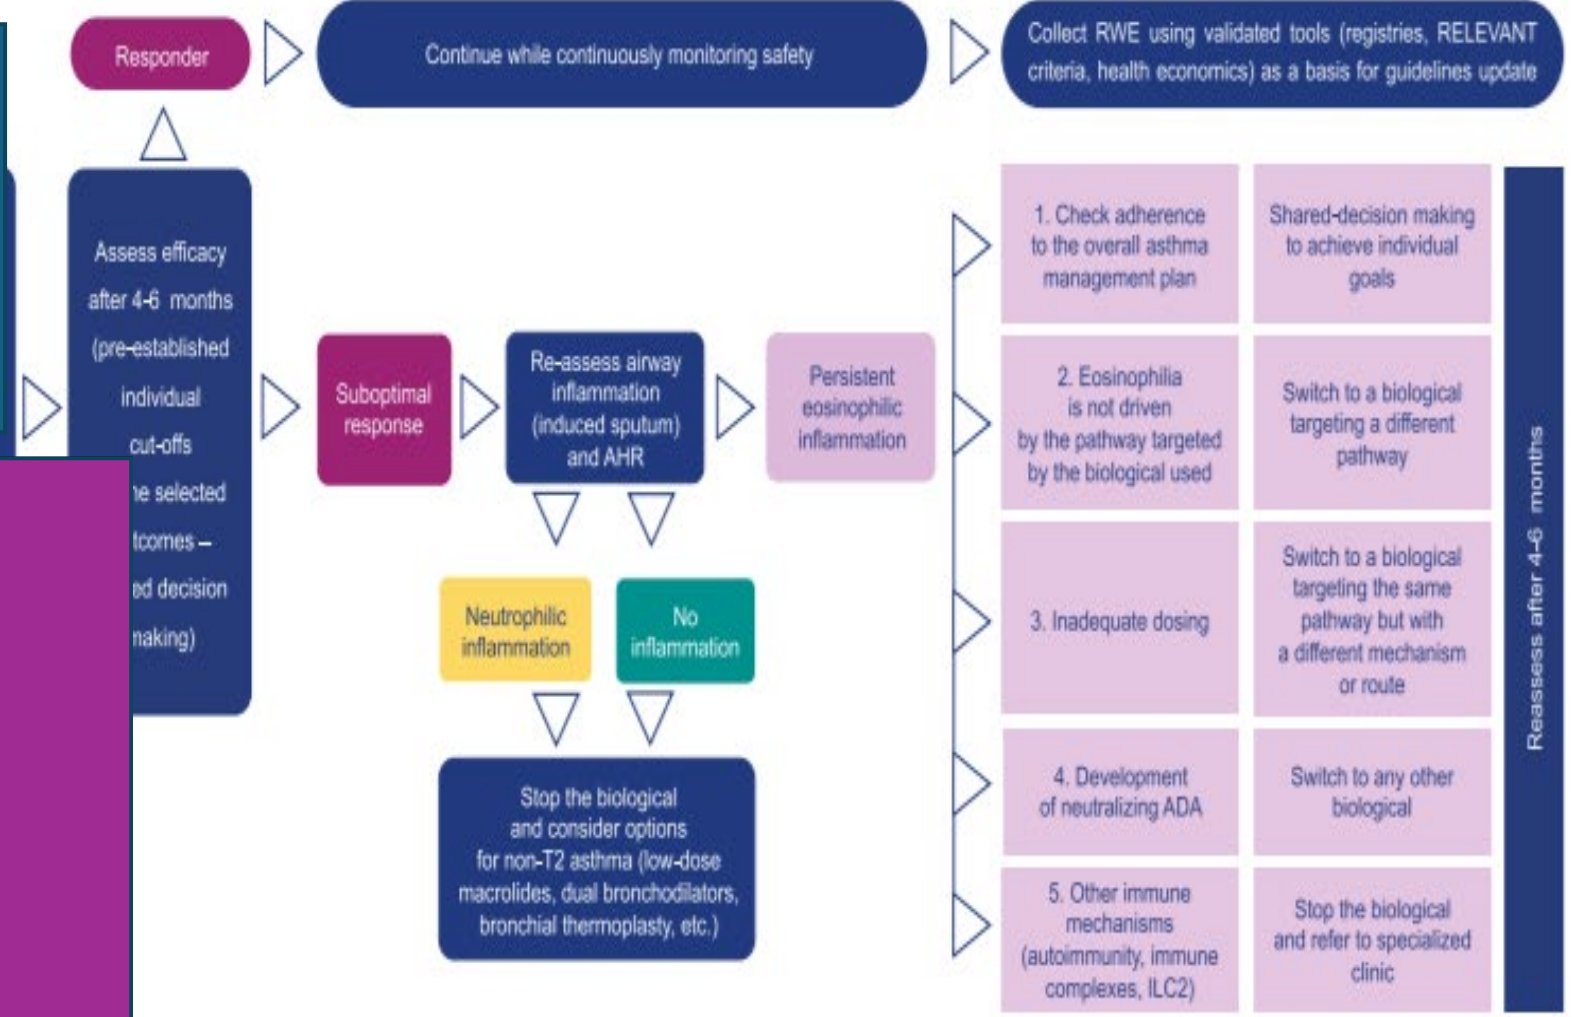 Responder
Continue while continuously monitoring safety
Collect RWE using validated tools (registries, RELEVANT
criteria, health economics) as a basis for guidelines update
Assess efficacy
after 4-6 months
(pre-established
individual
cut-offs
selected
decision
Suboptimal
response
Re-assess airway
inflammation
(induced sputum)
and AHR
Persistent
eosinophilic
inflammation
Neutrophilic
inflammation
No
inflammation
Stop the biological
and consider options
for non-T2 asthma (low-dose
macrolides, dual bronchodilators,
bronchial thermoplasty, etc.)
1. Check adherence
to the overall asthma
management plan
Shared-decision making
to achieve individual
goals
2. Eosinophilia
is not driven
by the pathway targeted
by the biological used
Switch to a biological
targeting a different
pathway
3. Inadequate dosing
Switch to a biological
targeting the same
pathway but with
a different mechanism
or route
4. Development
of neutralizing ADA
Switch to any other
biological
5. Other immune
mechanisms
(autoimmunity, immune
complexes, ILC2)
Stop the biological
and refer to specialized
clinic
Reassess after 4-6 months